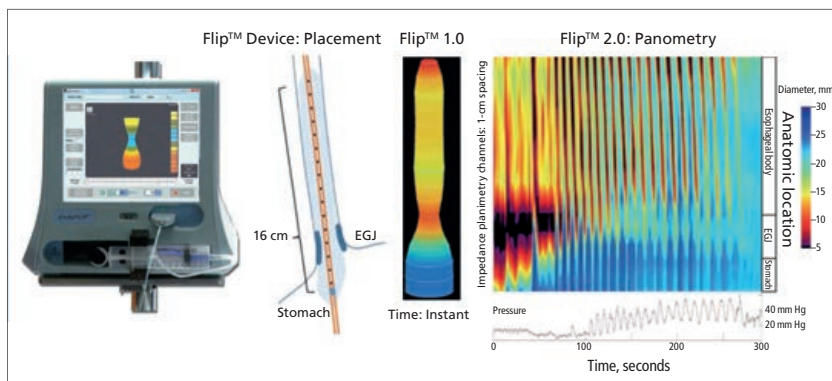 Flip™ Device: Placement
Flip™ 1.0
Flip™ 2.0: Panometry
16 cm
EGJ
Stomach
Time: Instant
Impedance planimetry channels: 1-cm spacing
Esophageal body
EGJ
Stomach
Anatomic location
Diameter, mm
30
25
20
15
10
5
Pressure
40 mm Hg
20 mm Hg
0
100
200
300
Time, seconds